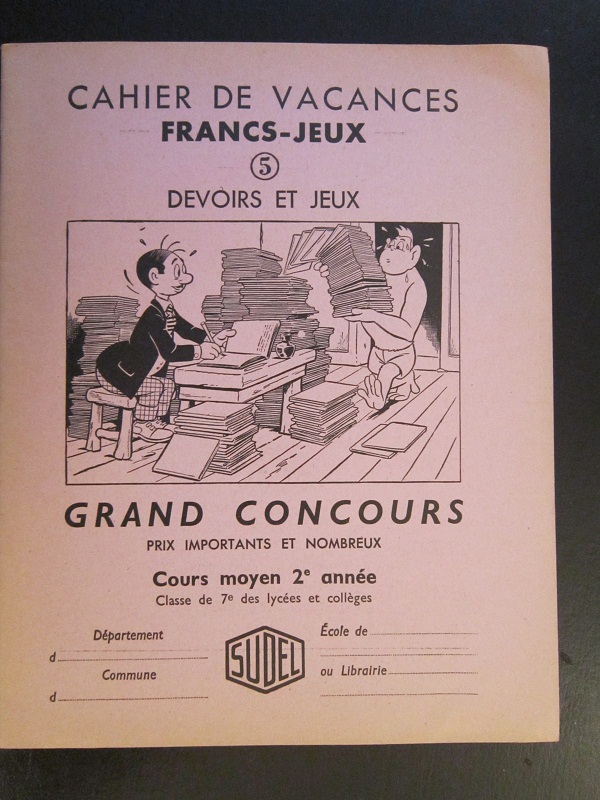 CAHIER DE VACANCES
FRANCS-JEUX
5
DEVOIRS ET JEUX
GRAND CONCOURS
PRIX IMPORTANTS ET NOMBREUX
Cours moyen 2e année
Classe de 7e des lycées et collèges
Département
d
Commune
d
SUDEL
École de
ou Librairie